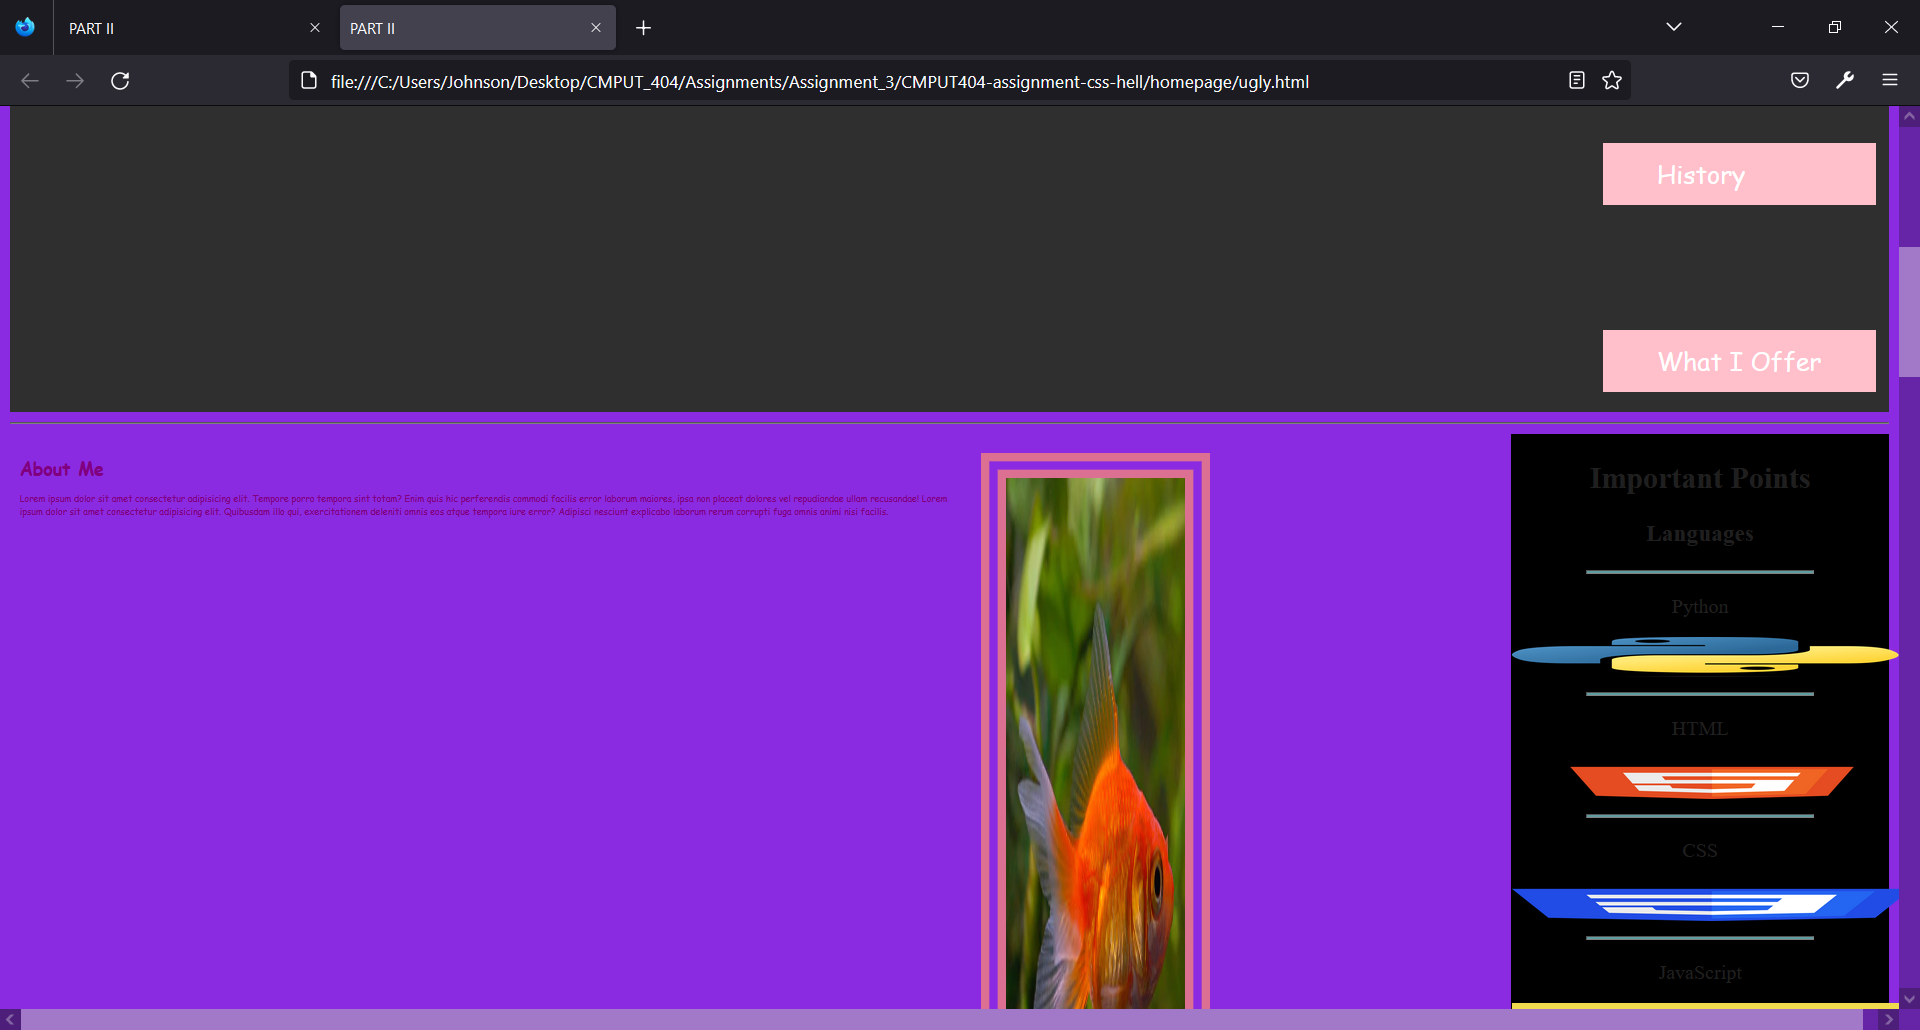 PART II
PART II
file:///C:/Users/Johnson/Desktop/CMPUT_404/Assignments/Assignment_3/CMPUT404-assignment-css-hell/homepage/ugly.html
History
What I Offer
About Me
Lorem ipsum dolor sit amet consectetur adipisicing elit. Tempore porro tempora sint totam? Enim quis hic perferendis commodi facilis error laborum maiores, ipsa non placeat dolores vel repudiandae ullam recusandae! Lorem
ipsum dolor sit amet consectetur adipisicing elit. Quibusdam illo qui, exercitationem deleniti omnis eos atque tempora iure error? Adipisci nesciunt explicabo laborum rerum corrupti fuga omnis animi nisi facilis.
Important Points
Languages
Python
HTML
CSS
JavaScript